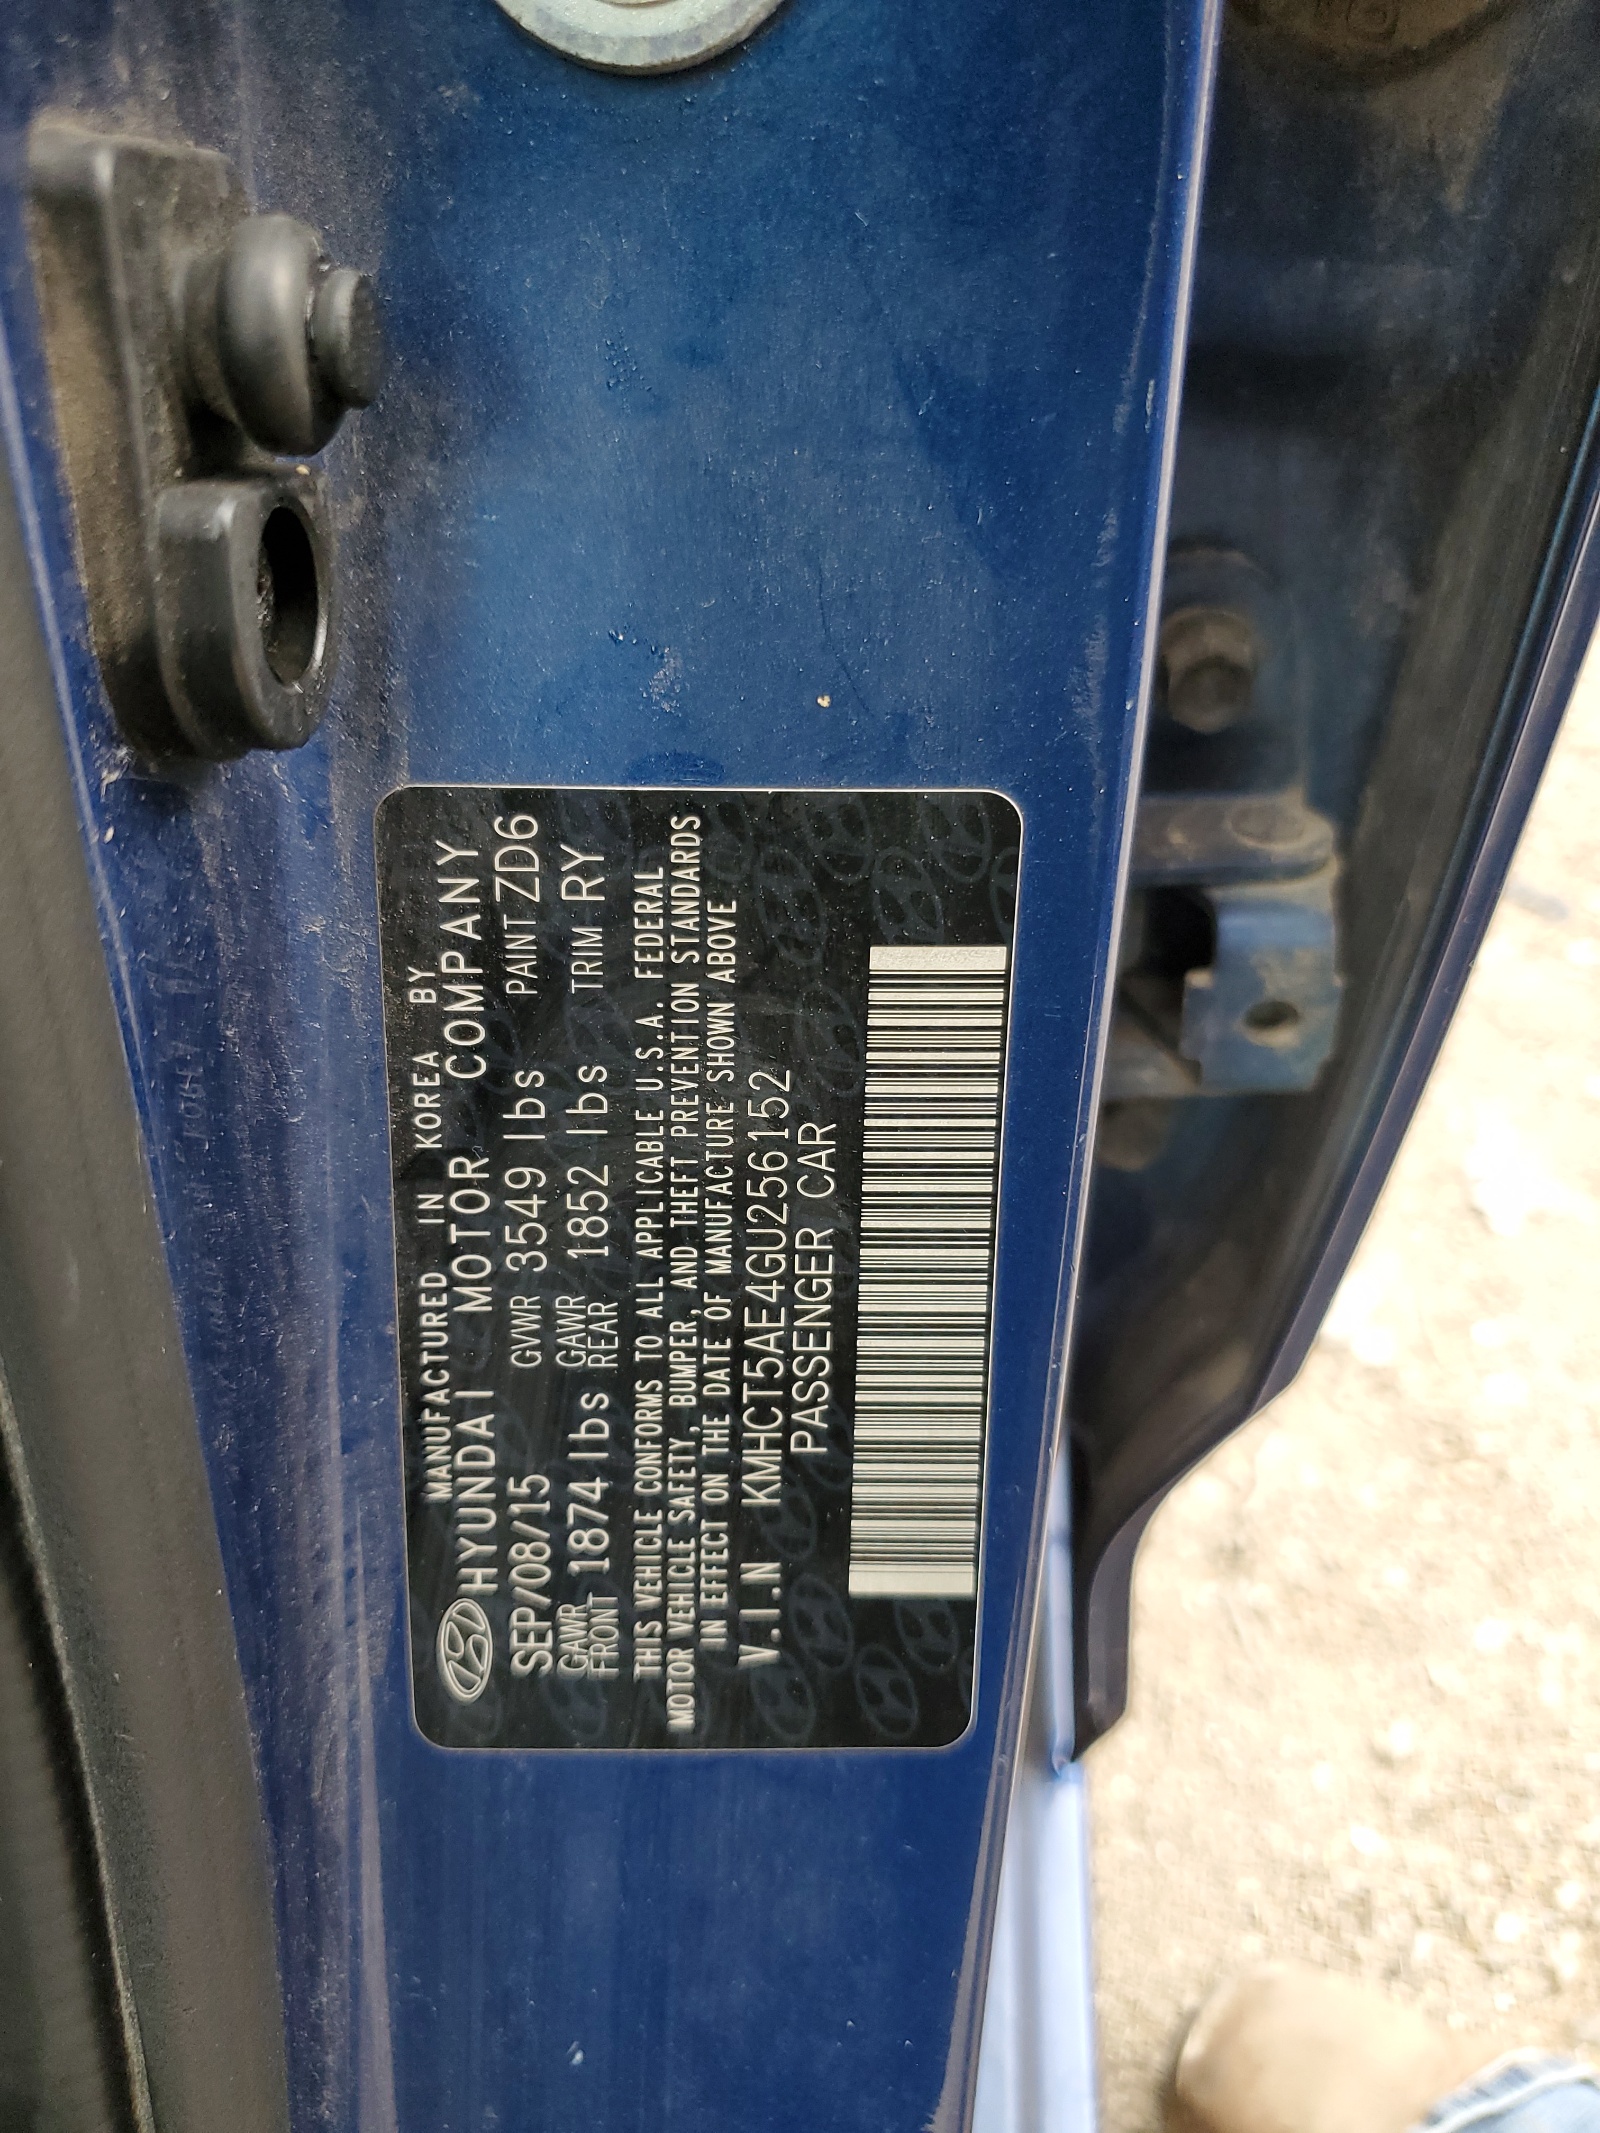 MANUFACTURED IN KOREA BY
HYUNDAI MOTOR COMPANY
SEP/08/15 GVWR 3549 lbs PAINT ZD6
GAWR FRONT 1874 lbs GAWR REAR 1852 lbs TRIM RY
THIS VEHICLE CONFORMS TO ALL APPLICABLE U.S.A. FEDERAL
MOTOR VEHICLE SAFETY, BUMPER, AND THEFT PREVENTION STANDARDS
IN EFFECT ON THE DATE OF MANUFACTURE SHOWN ABOVE
V.I.N KMHCT5AE4GU256152
PASSENGER CAR